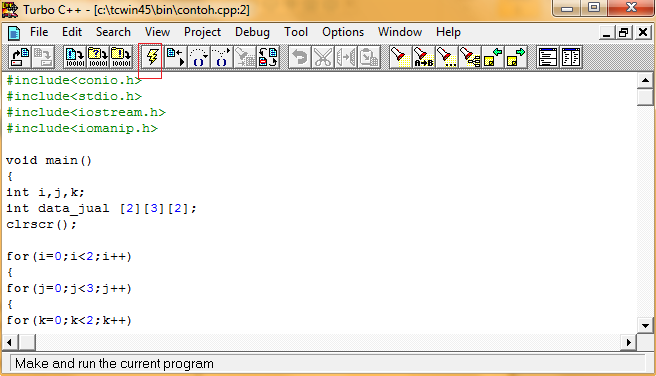 Turbo C++ - [c:\tcwin45\bin\contoh.cpp:2]
File Edit Search View Project Debug Tool Options Window Help
#include<conio.h>
#include<stdio.h>
#include<iostream.h>
#include<iomanip.h>
void main()
{
int i,j,k;
int data_jual [2][3][2];
clrscr();
for(i=0;i<2;i++)
{
for(j=0;j<3;j++)
{
for(k=0;k<2;k++)
Make and run the current program